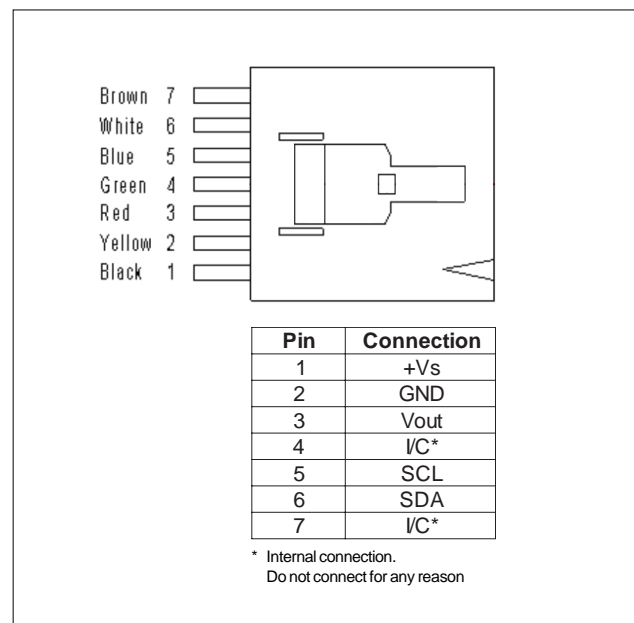 Brown 7
White 6
Blue 5
Green 4
Red 3
Yellow 2
Black 1
Pin Connection
1 +Vs
2 GND
3 Vout
4 I/C*
5 SCL
6 SDA
7 I/C*
* Internal connection.
Do not connect for any reason